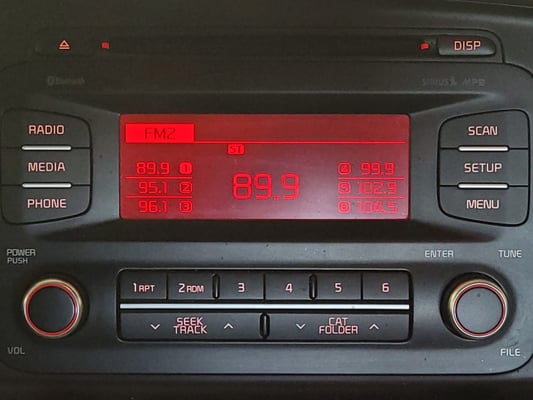 DISP
Bluetooth
SIRIUS MP3
RADIO
MEDIA
PHONE
FM2
ST
89.9 1
95.1 2
96.1 3
89.9
4 99.9
5 102.9
6 104.5
SCAN
SETUP
MENU
POWER
PUSH
VOL
1 RPT
2 RDM
3
4
5
6
SEEK
TRACK
CAT
FOLDER
ENTER
TUNE
FILE